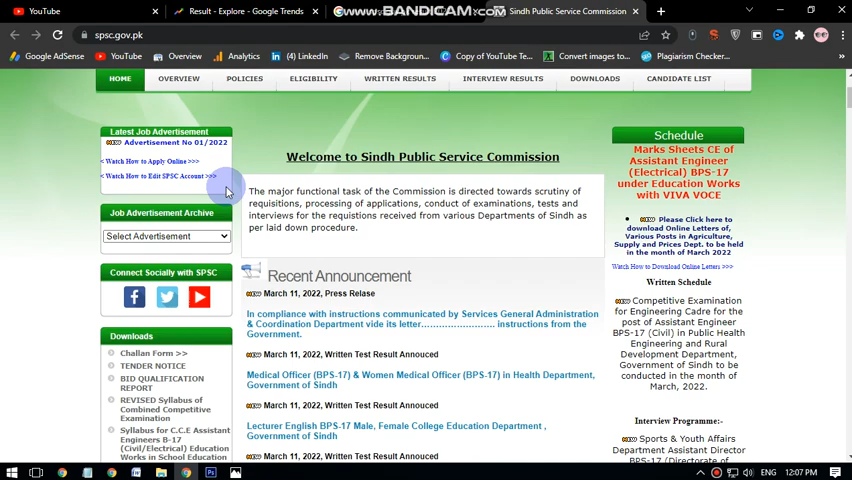 YouTube
Result - Explore - Google Trends
WWW.BANDICAM.COM
Sindh Public Service Commission
spsc.gov.pk
Google AdSense
YouTube
Overview
Analytics
(1) LinkedIn
Remove Backgroun...
Copy of YouTube Te...
Convert images to...
Plagiarism Checker...
HOME
OVERVIEW
POLICIES
ELIGIBILITY
WRITTEN RESULTS
INTERVIEW RESULTS
DOWNLOADS
CANDIDATE LIST
Latest Job Advertisement
Advertisement No 01/2022
< Watch How to Apply Online >>>
< Watch How to Edit SPSC Account >>>
Job Advertisement Archive
Select Advertisement
Connect Socially with SPSC
Downloads
Challan Form >>
TENDER NOTICE
BID QUALIFICATION
REPORT
REVISED Syllabus of
Combined Competitive
Examination
Syllabus for C.C.E Assistant
Engineers B-17
(Civil/Electrical) Education
Works in School Education
Welcome to Sindh Public Service Commission
The major functional task of the Commission is directed towards scrutiny of
requisitions, processing of applications, conduct of examinations, tests and
interviews for the requistions received from various Departments of Sindh as
per laid down procedure.
Recent Announcement
March 11, 2022, Press Relase
In compliance with instructions communicated by Services General Administration
& Coordination Department vide its letter........................ instructions from the
Government.
March 11, 2022, Written Test Result Annouced
Medical Officer (BPS-17) & Women Medical Officer (BPS-17) in Health Department,
Government of Sindh
March 11, 2022, Written Test Result Annouced
Lecturer English BPS-17 Male, Female College Education Department ,
Government of Sindh
March 11, 2022, Written Test Result Annouced
Schedule
Marks Sheets CE of
Assistant Engineer
(Electrical) BPS-17
under Education Works
with VIVA VOCE
Please Click here to
download Online Letters of,
Various Posts in Agriculture,
Supply and Prices Dept. to be held
in the month of March 2022
Watch How to Download Online Letters >>>
Written Schedule
Competitive Examination
for Engineering Cadre for the
post of Assistant Engineer
BPS-17 (Civil) in Public Health
Engineering and Rural
Development Department,
Government of Sindh to be
conducted in the month of
March, 2022.
Interview Programme:-
Sports & Youth Affairs
Department Assistant Director
BPS-17 (Directorate of
ENG
12:07 PM